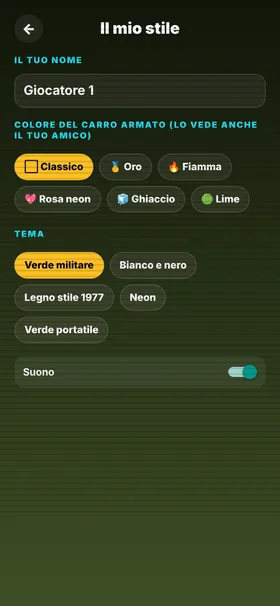 Il mio stile
IL TUO NOME
Giocatore 1
COLORE DEL CARRO ARMATO (LO VEDE ANCHE
IL TUO AMICO)
Classico
🥇 Oro
🔥 Fiamma
💖 Rosa neon
🧊 Ghiaccio
🟢 Lime
TEMA
Verde militare
Bianco e nero
Legno stile 1977
Neon
Verde portatile
Suono